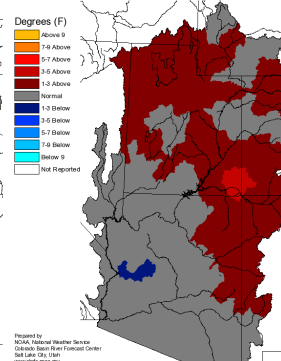 Degrees (F)
Above 9
7-9 Above
5-7 Above
3-5 Above
1-3 Above
Normal
1-3 Below
3-5 Below
5-7 Below
7-9 Below
Below 9
Not Reported
Prepared by
NOAA, National Weather Service
Colorado Basin River Forecast Center
Salt Lake City, Utah